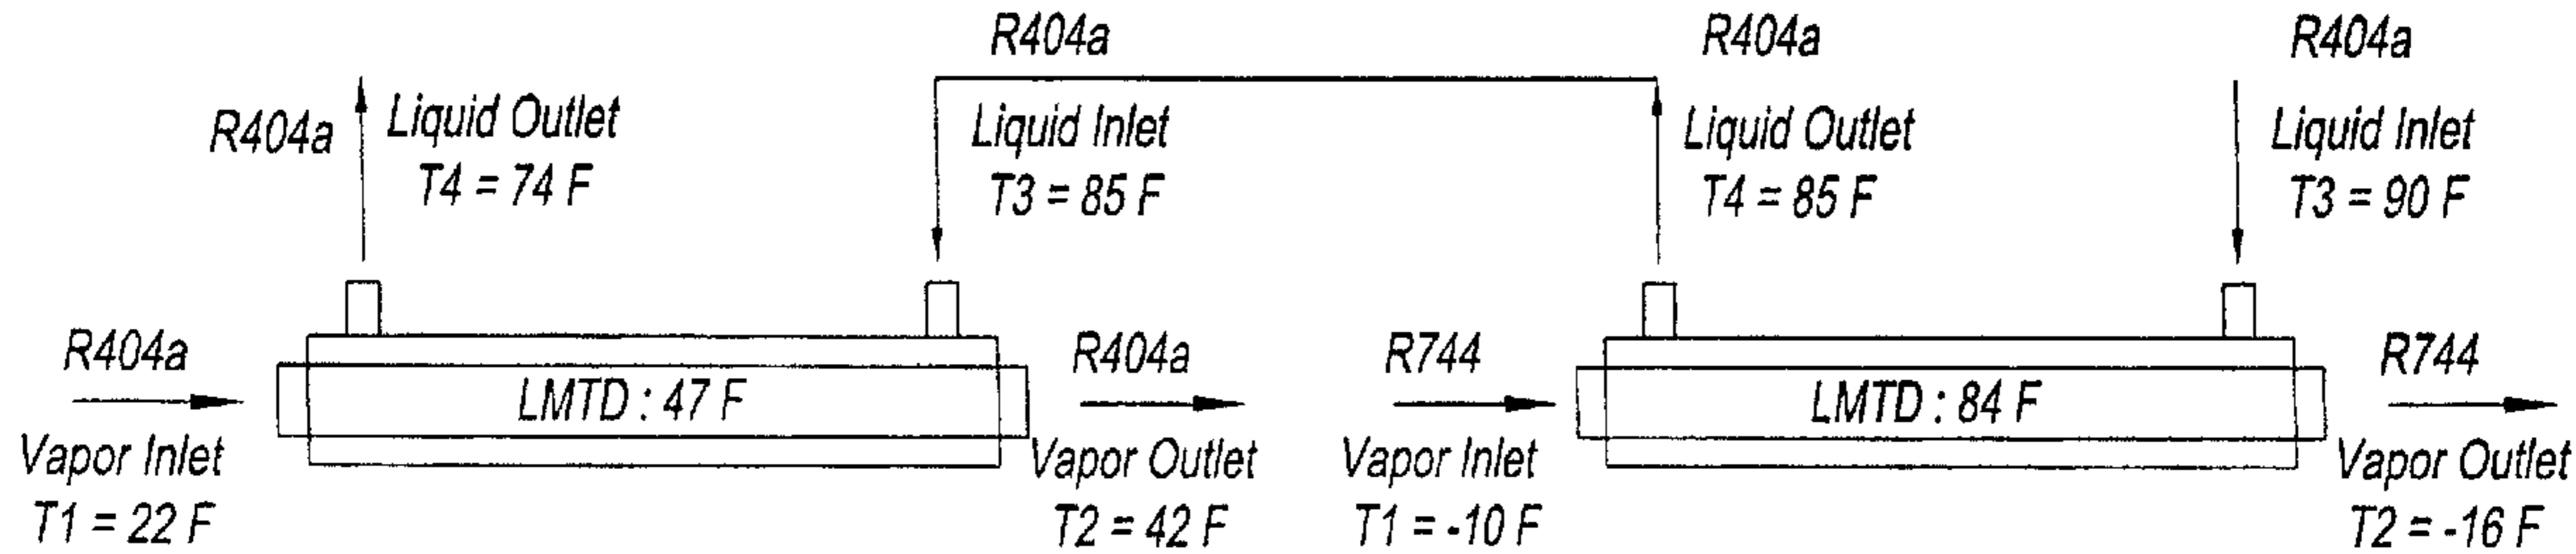 R404a
Liquid Outlet
T4 = 74 F
R404a
Liquid Inlet
T3 = 85 F
R404a
Liquid Outlet
T4 = 85 F
R404a
Liquid Inlet
T3 = 90 F
R404a
Vapor Inlet
T1 = 22 F
LMTD : 47 F
R404a
Vapor Outlet
T2 = 42 F
R744
Vapor Inlet
T1 = -10 F
LMTD : 84 F
R744
Vapor Outlet
T2 = -16 F